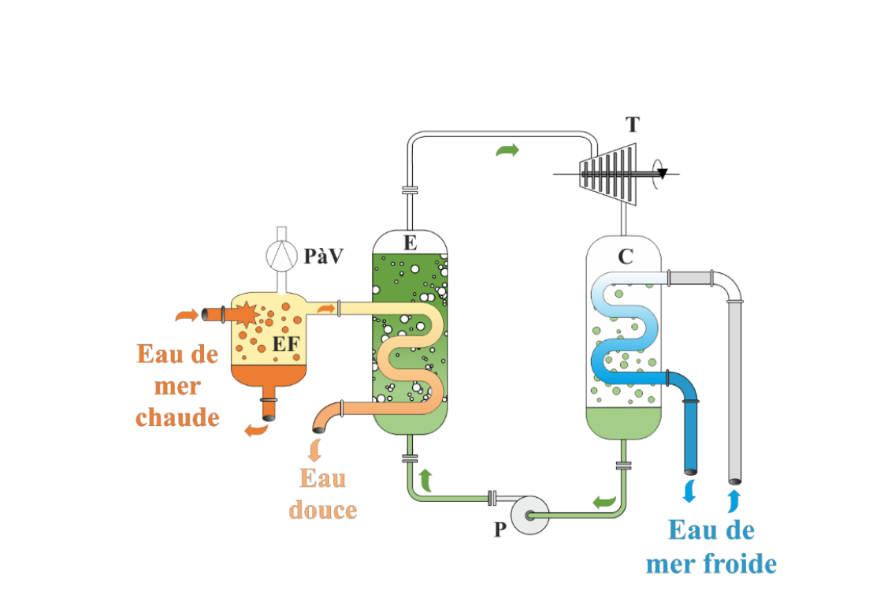 T
E
C
PàV
EF
Eau de
mer
chaude
Eau
douce
P
Eau de
mer froide